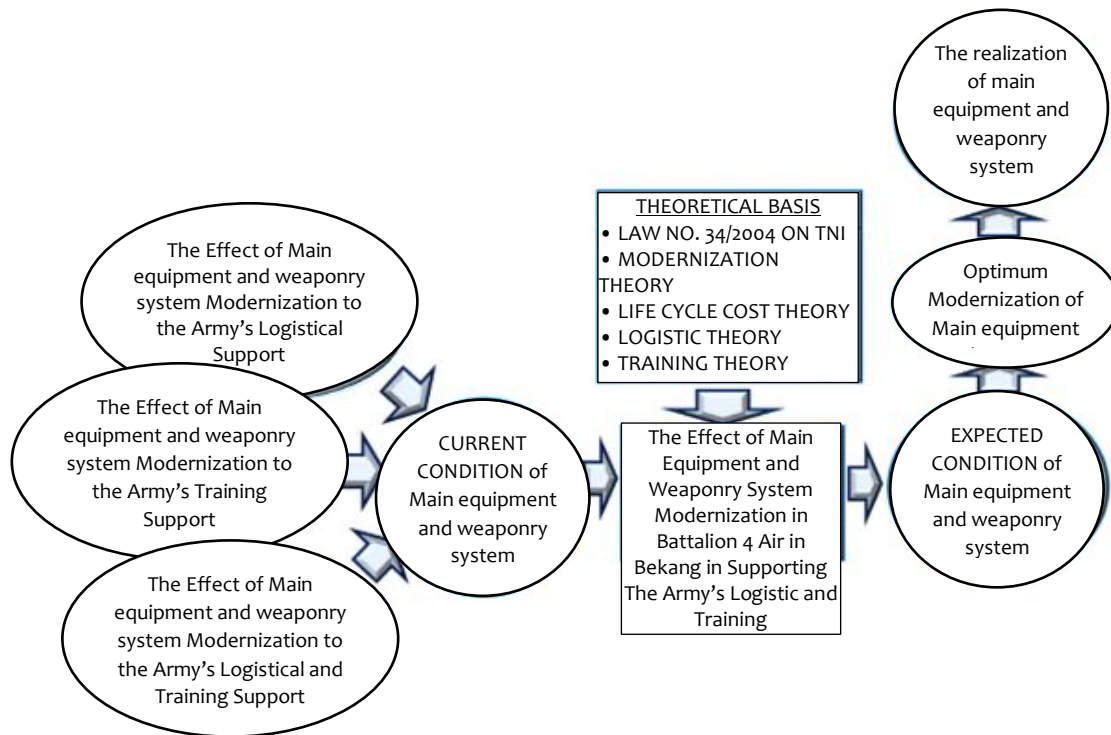 The Effect of Main
equipment and weaponry
system Modernization to
the Army's Logistical
Support
The Effect of Main
equipment and weaponry
system Modernization to
the Army's Training
Support
The Effect of Main
equipment and weaponry
system Modernization to
the Army's Logistical and
Training Support
CURRENT
CONDITION of
Main equipment
and weaponry
system
THEORETICAL BASIS
• LAW NO. 34/2004 ON TNI
• MODERNIZATION
THEORY
• LIFE CYCLE COST THEORY
• LOGISTIC THEORY
• TRAINING THEORY
The Effect of Main
Equipment and
Weaponry System
Modernization in
Battalion 4 Air in
Bekang in Supporting
The Army's Logistic and
Training
EXPECTED
CONDITION of
Main equipment
and weaponry
system
Optimum
Modernization of
Main equipment
The realization
of main
equipment and
weaponry
system